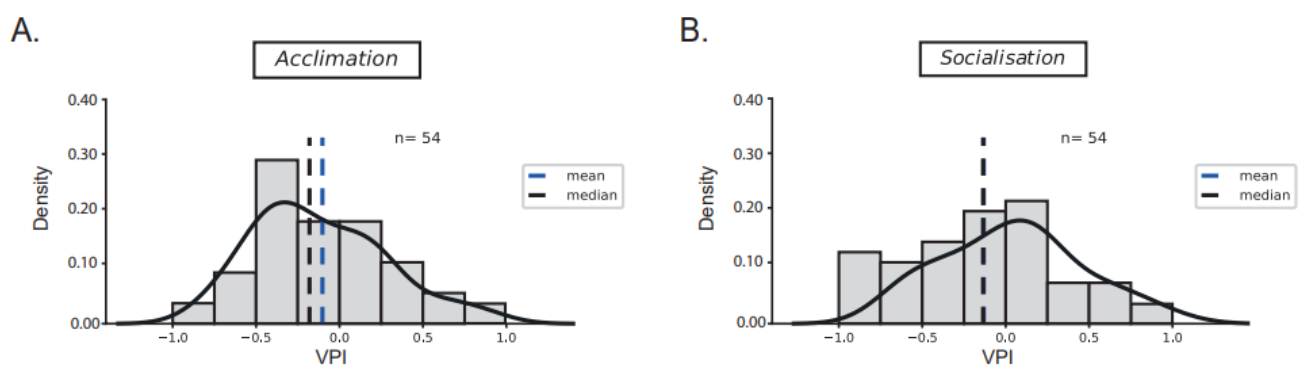 A.
Acclimation
0.40
0.30
0.20
0.10
0.00
Density
n= 54
mean
median
−1.0 −0.5 0.0 0.5 1.0
VPI
B.
Socialisation
0.40
0.30
0.20
0.10
0.00
Density
n= 54
mean
median
−1.0 −0.5 0.0 0.5 1.0
VPI